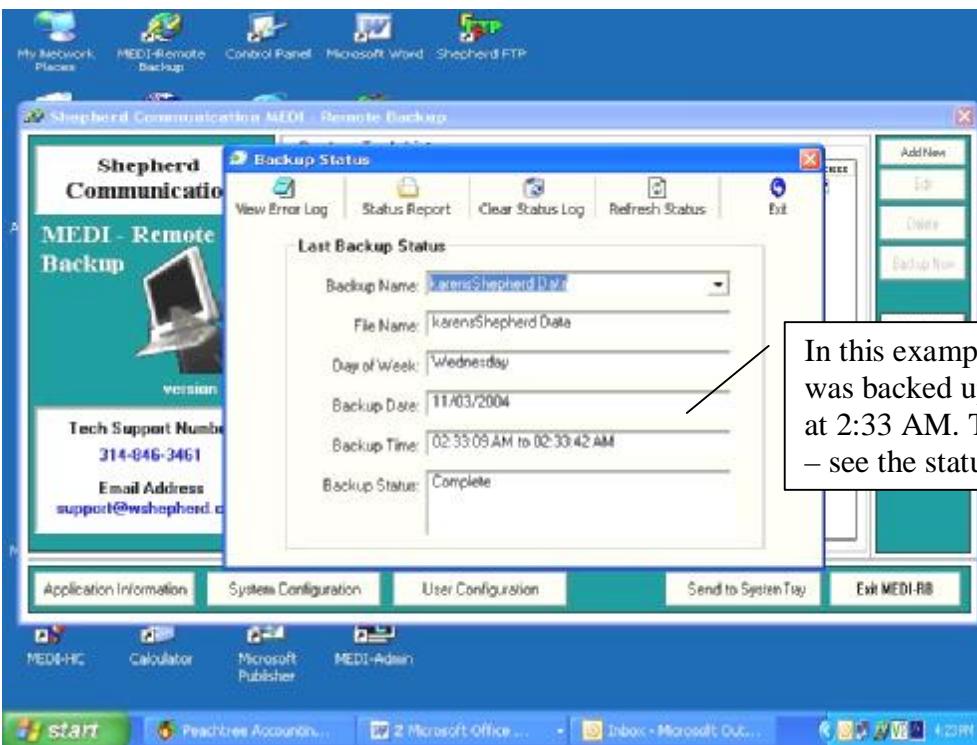 My Network Places
MEDI-Remote Backup
Control Panel
Microsoft Word
Shepherd FTP
Shepherd Communication MEDI - Remote Backup
Shepherd
Communicatio
MEDI - Remote
Backup
version
Tech Support Numbe
314-846-3461
Email Address
support@wshepherd.c
Backup Status
View Error Log
Status Report
Clear Status Log
Refresh Status
Exit
Last Backup Status
Backup Name: karensShepherd Data
File Name: karensShepherd Data
Day of Week: Wednesday
Backup Date: 11/03/2004
Backup Time: 02:33:09 AM to 02:33:42 AM
Backup Status: Complete
Add New
Edit
Delete
Backup Now
In this examp
was backed u
at 2:33 AM. T
– see the statu
Application Information
System Configuration
User Configuration
Send to System Tray
Exit MEDI-RB
MEDI-HC
Calculator
Microsoft Publisher
MEDI-Admin
start
Peachtree Accountin...
2 Microsoft Office ...
Inbox - Microsoft Out...
4:23 PM